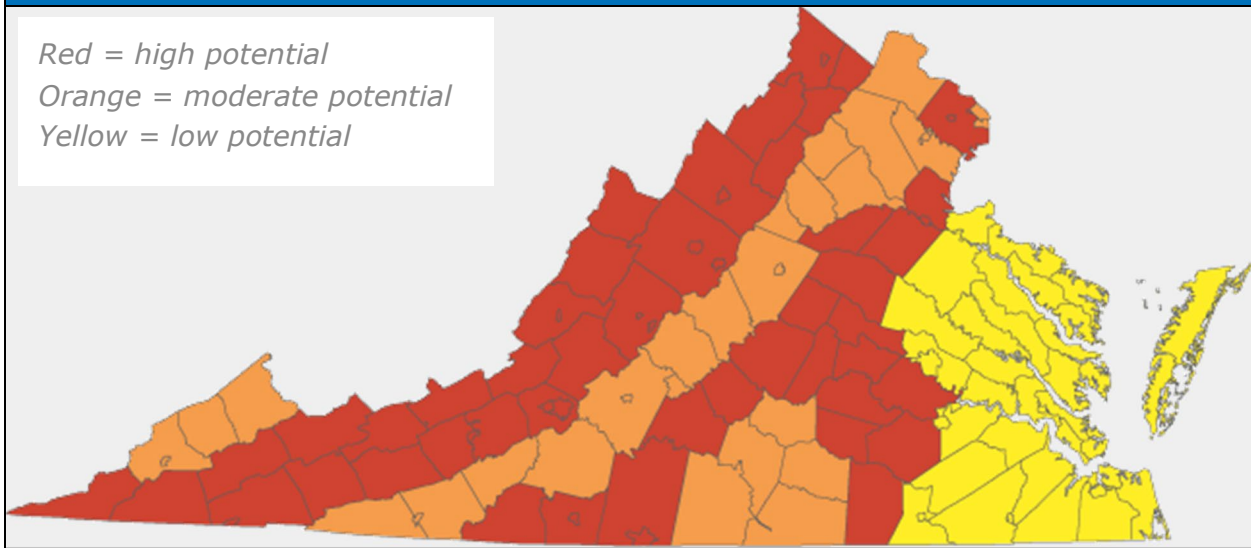 Red = high potential
Orange = moderate potential
Yellow = low potential